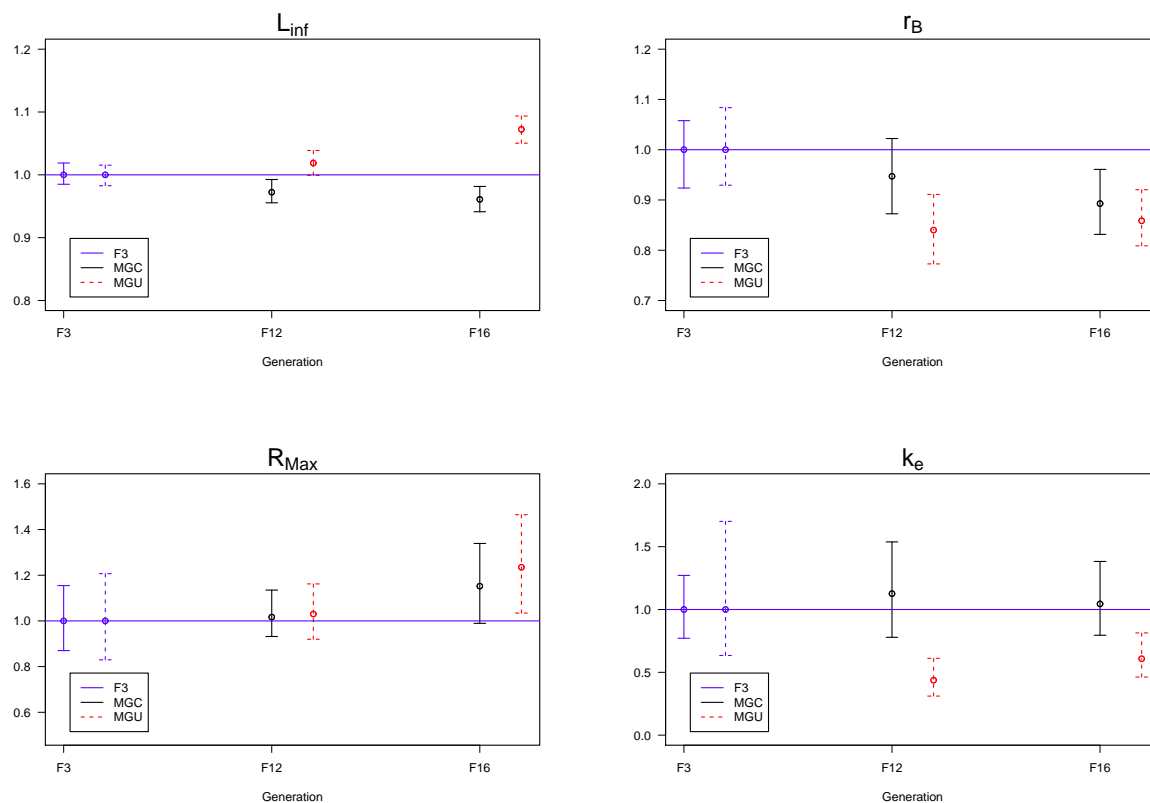 L_inf
1.2
1.1
1.0
0.9
0.8
F3
MGC
MGU
F3 F12 F16
Generation
r_B
1.2
1.1
1.0
0.9
0.8
0.7
F3
MGC
MGU
F3 F12 F16
Generation
R_Max
1.6
1.4
1.2
1.0
0.8
0.6
F3
MGC
MGU
F3 F12 F16
Generation
k_e
2.0
1.5
1.0
0.5
0.0
F3
MGC
MGU
F3 F12 F16
Generation